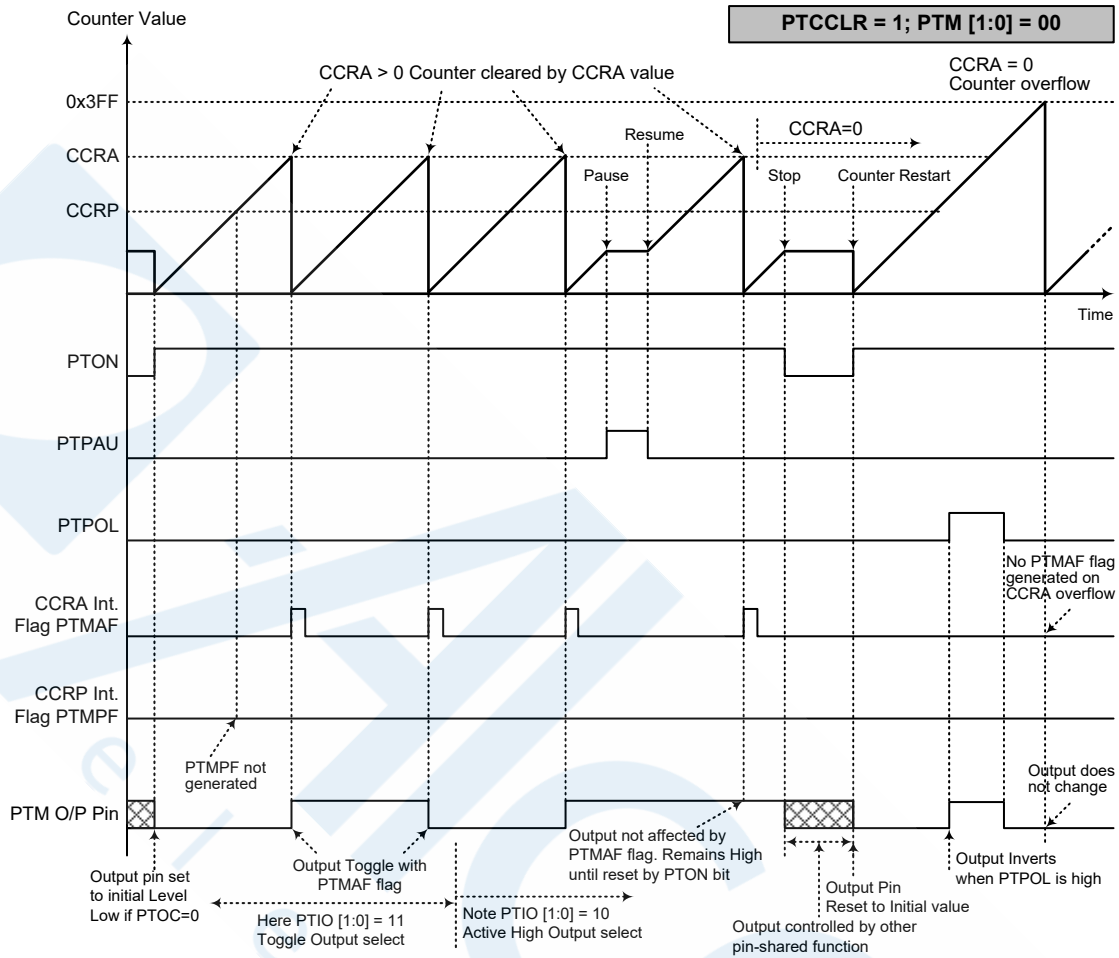 Counter Value
PTCCLR = 1; PTM [1:0] = 00
CCRA > 0 Counter cleared by CCRA value
CCRA = 0
Counter overflow
0x3FF
CCRA
CCRP
Resume
CCRA=0
Pause
Stop
Counter Restart
Time
PTON
PTPAU
PTPOL
No PTMAF flag
generated on
CCRA overflow
CCRA Int.
Flag PTMAF
CCRP Int.
Flag PTMPF
PTMPF not
generated
Output does
not change
PTM O/P Pin
Output pin set
to initial Level
Low if PTOC=0
Output Toggle with
PTMAF flag
Output not affected by
PTMAF flag. Remains High
until reset by PTON bit
Output Inverts
when PTPOL is high
Output Pin
Reset to Initial value
Here PTIO [1:0] = 11
Toggle Output select
Note PTIO [1:0] = 10
Active High Output select
Output controlled by other
pin-shared function